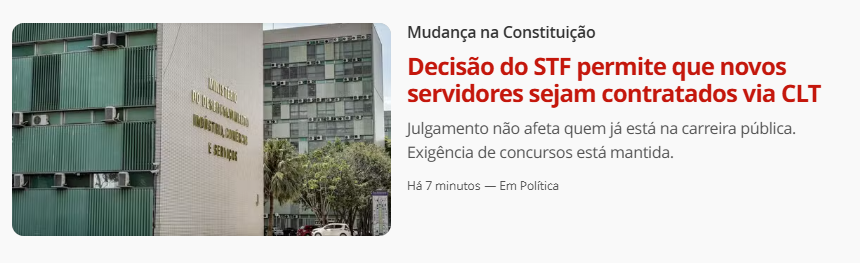 Mudança na Constituição
Decisão do STF permite que novos
servidores sejam contratados via CLT
Julgamento não afeta quem já está na carreira pública.
Exigência de concursos está mantida.
Há 7 minutos — Em Política
MINISTÉRIO
DO DESENVOLVIMENTO
INDÚSTRIA, COMÉRCIO
E SERVIÇOS